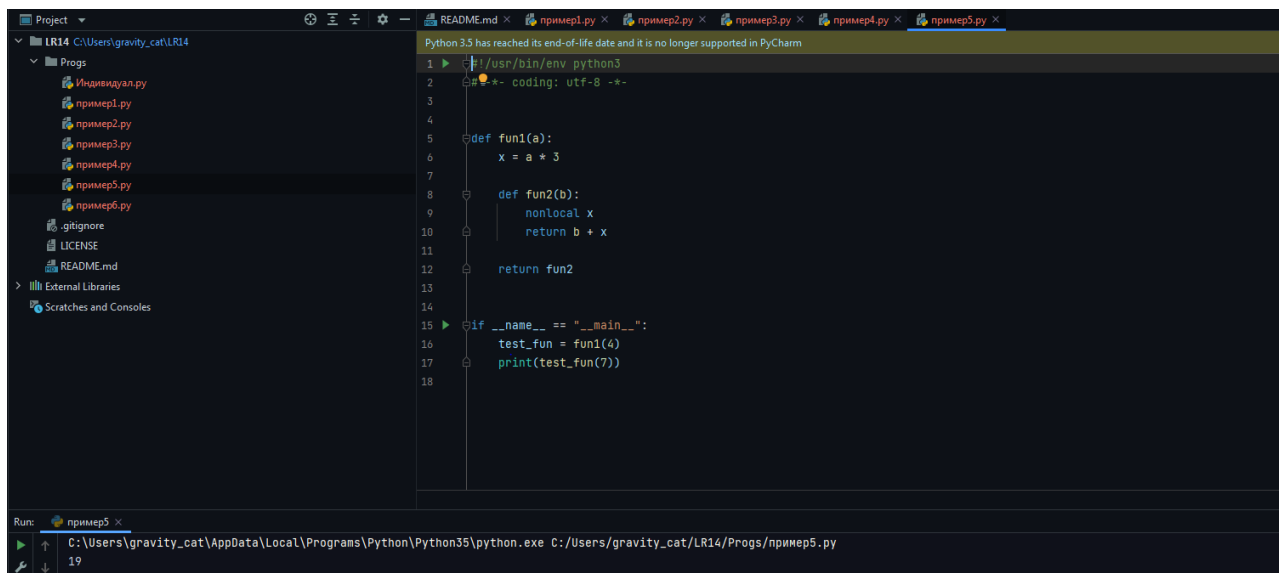 Project
LR14 C:\Users\gravity_cat\LR14
Progs
Индивидуал.py
пример1.py
пример2.py
пример3.py
пример4.py
пример5.py
пример6.py
.gitignore
LICENSE
README.md
External Libraries
Scratches and Consoles
README.md × пример1.py × пример2.py × пример3.py × пример4.py × пример5.py ×
Python 3.5 has reached its end-of-life date and it is no longer supported in PyCharm
1 #!/usr/bin/env python3
2 # -*- coding: utf-8 -*-
3
4
5 def fun1(a):
6 x = a * 3
7
8 def fun2(b):
9 nonlocal x
10 return b + x
11
12 return fun2
13
14
15 if __name__ == "__main__":
16 test_fun = fun1(4)
17 print(test_fun(7))
18
Run: пример5 ×
C:\Users\gravity_cat\AppData\Local\Programs\Python\Python35\python.exe C:/Users/gravity_cat/LR14/Progs/пример5.py
19